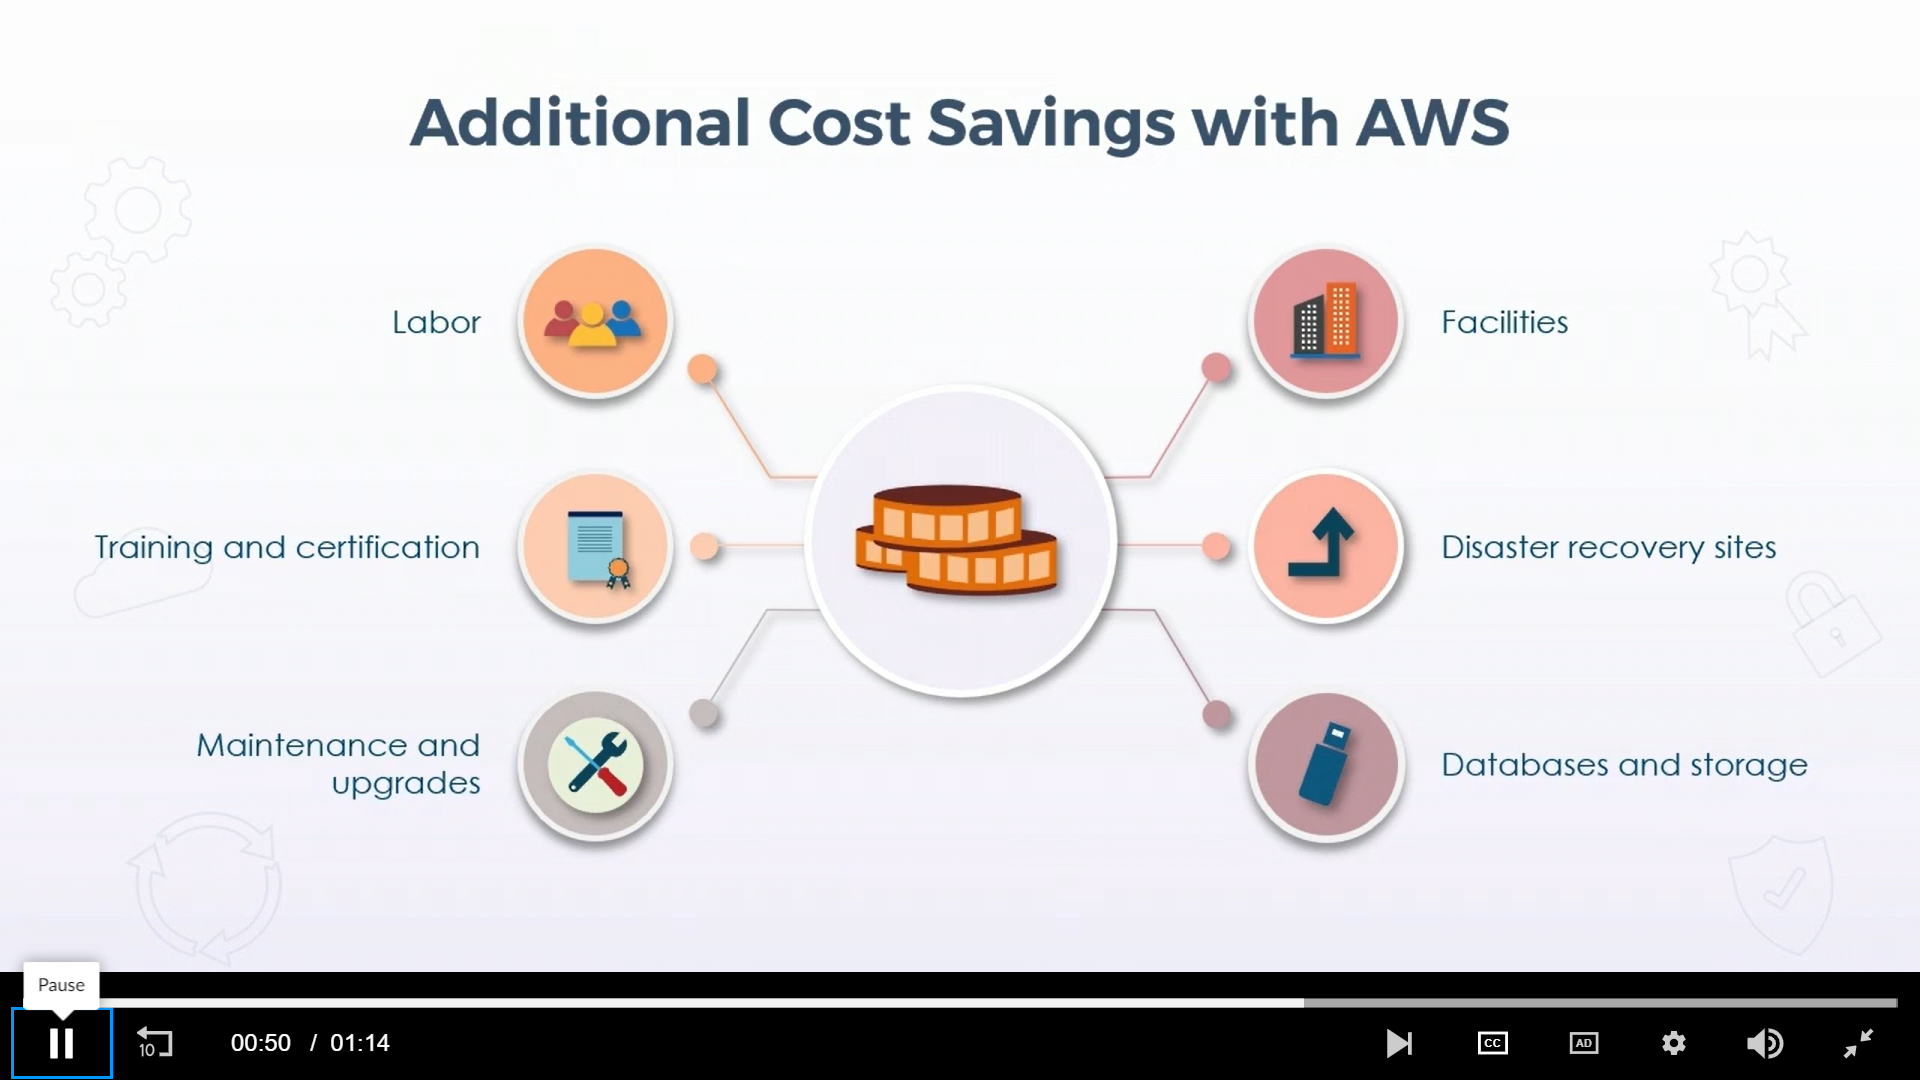 Additional Cost Savings with AWS
Labor
Facilities
Training and certification
Disaster recovery sites
Maintenance and
upgrades
Databases and storage
Pause
10
00:50 / 01:14
CC
AD